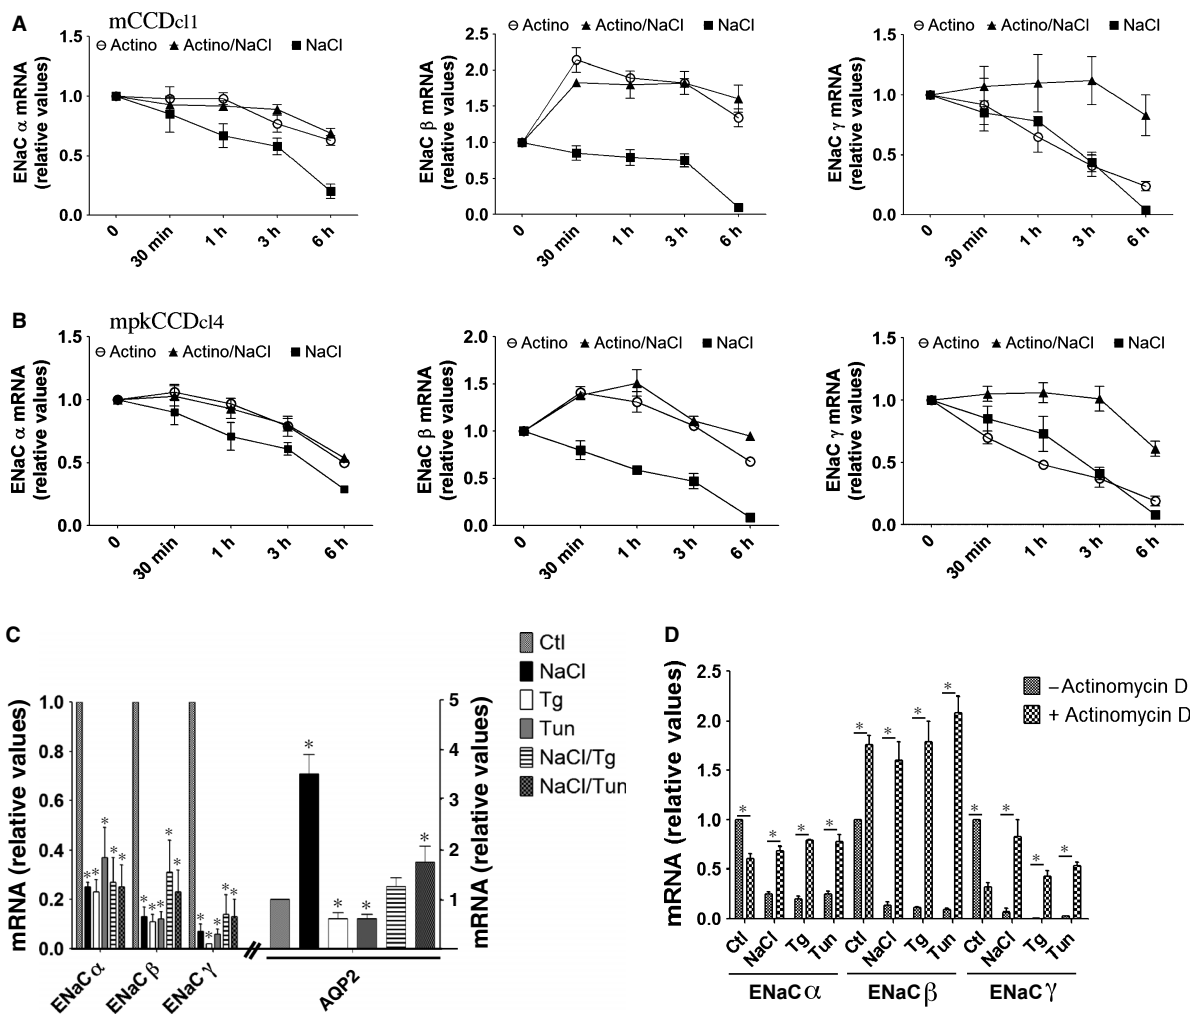 A mCCDcl1
ENaC α mRNA
(relative values)
1.5
1.0
0.5
0.0
Actino Actino/NaCl NaCl
0 30 min 1 h 3 h 6 h
ENaC β mRNA
(relative values)
2.5
2.0
1.5
1.0
0.5
0.0
Actino Actino/NaCl NaCl
0 30 min 1 h 3 h 6 h
ENaC γ mRNA
(relative values)
1.5
1.0
0.5
0.0
Actino Actino/NaCl NaCl
0 30 min 1 h 3 h 6 h
B mpkCCDcl4
ENaC α mRNA
(relative values)
1.5
1.0
0.5
0.0
Actino Actino/NaCl NaCl
0 30 min 1 h 3 h 6 h
ENaC β mRNA
(relative values)
2.0
1.5
1.0
0.5
0.0
Actino Actino/NaCl NaCl
0 30 min 1 h 3 h 6 h
ENaC γ mRNA
(relative values)
1.5
1.0
0.5
0.0
Actino Actino/NaCl NaCl
0 30 min 1 h 3 h 6 h
C
mRNA (relative values)
1.0
0.8
0.6
0.4
0.2
0.0
* * * * *
* * * * *
* * * * *
* * * *
ENaC α ENaC β ENaC γ AQP2
5
4
3
2
1
mRNA (relative values)
Ctl
NaCl
Tg
Tun
NaCl/Tg
NaCl/Tun
D
mRNA (relative values)
2.5
2.0
1.5
1.0
0.5
0.0
* * * * * * * * * * * *
– Actinomycin D
+ Actinomycin D
Ctl NaCl Tg Tun Ctl NaCl Tg Tun Ctl NaCl Tg Tun
ENaC α ENaC β ENaC γ